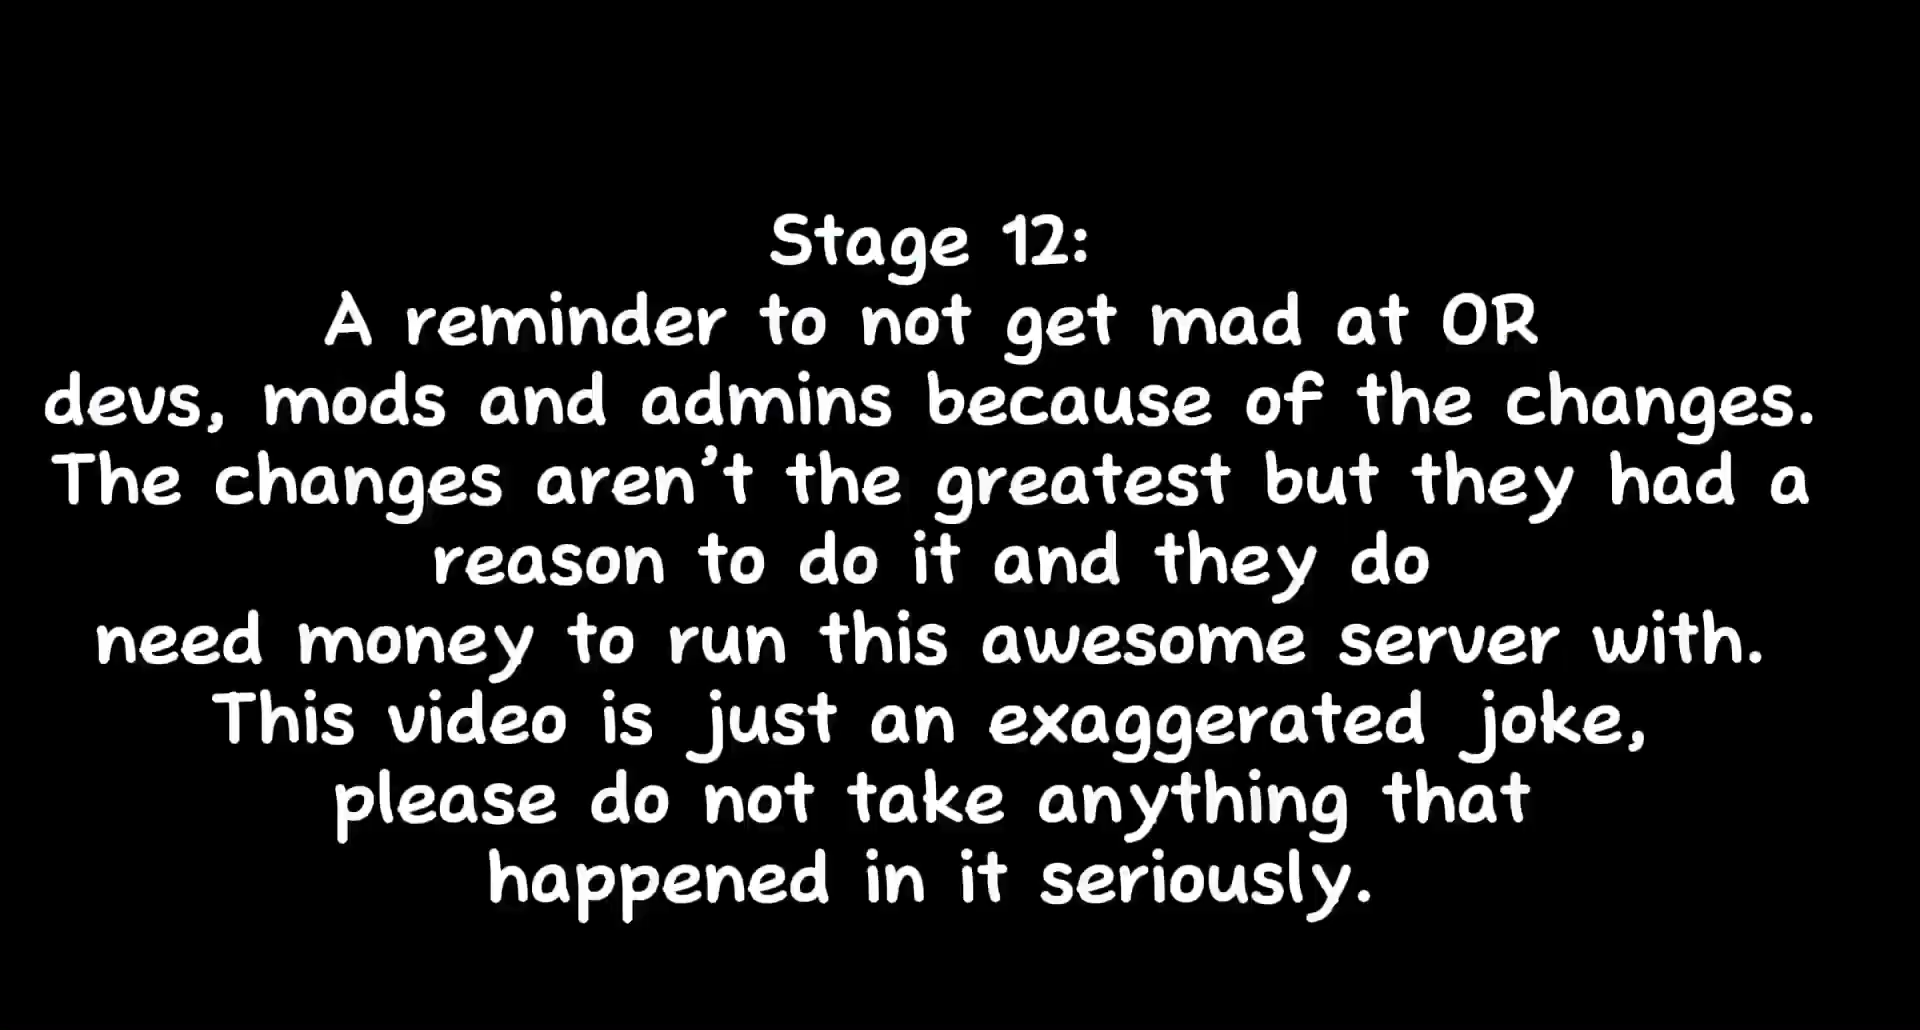 Stage 12:
A reminder to not get mad at OR
devs, mods and admins because of the changes.
The changes aren’t the greatest but they had a
reason to do it and they do
need money to run this awesome server with.
This video is just an exaggerated joke,
please do not take anything that
happened in it seriously.